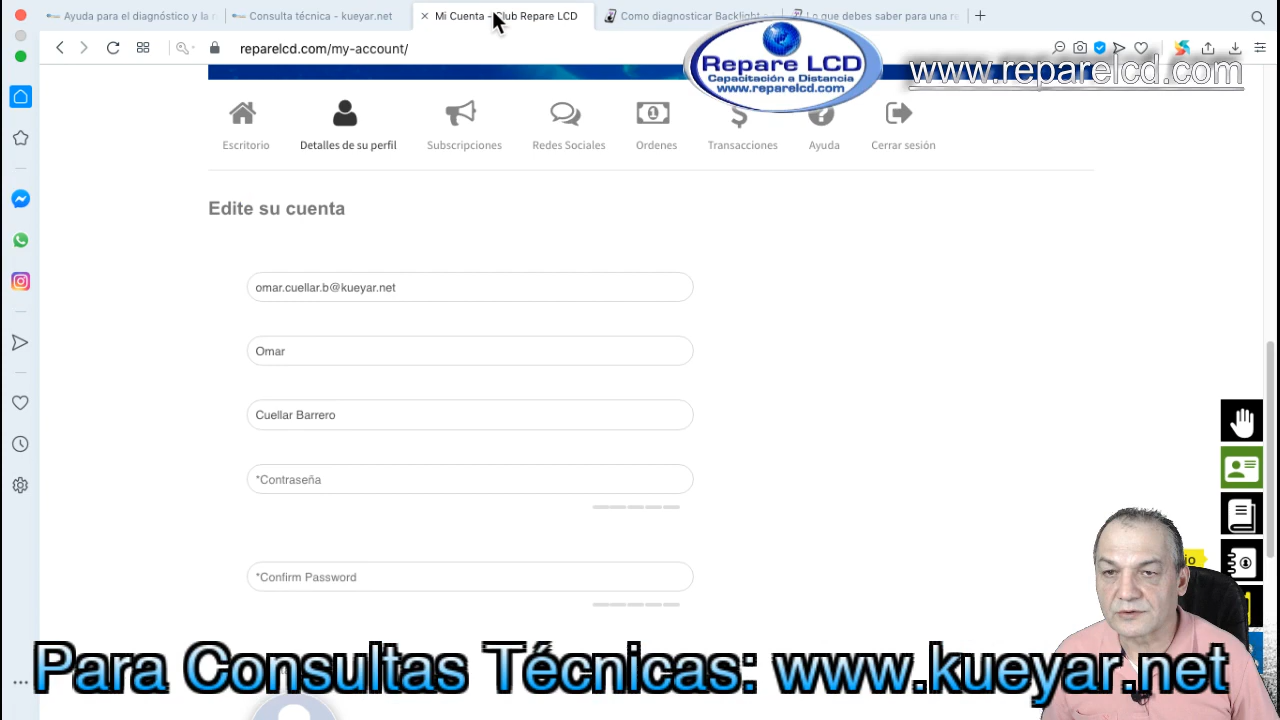 Ayuda para el diagnóstico y la r
Consulta técnica - kueyar.net
Mi Cuenta - Club Repare LCD
Como diagnosticar Backlight
Lo que debes saber para una re
reparelcd.com/my-account/
Repare LCD
Capacitación a Distancia
www.reparelcd.com
www.reparelcd.com
Escritorio
Detalles de su perfil
Subscripciones
Redes Sociales
Ordenes
Transacciones
Ayuda
Cerrar sesión
Edite su cuenta
omar.cuellar.b@kueyar.net
Omar
Cuellar Barrero
*Contraseña
*Confirm Password
io
Para Consultas Técnicas: www.kueyar.net